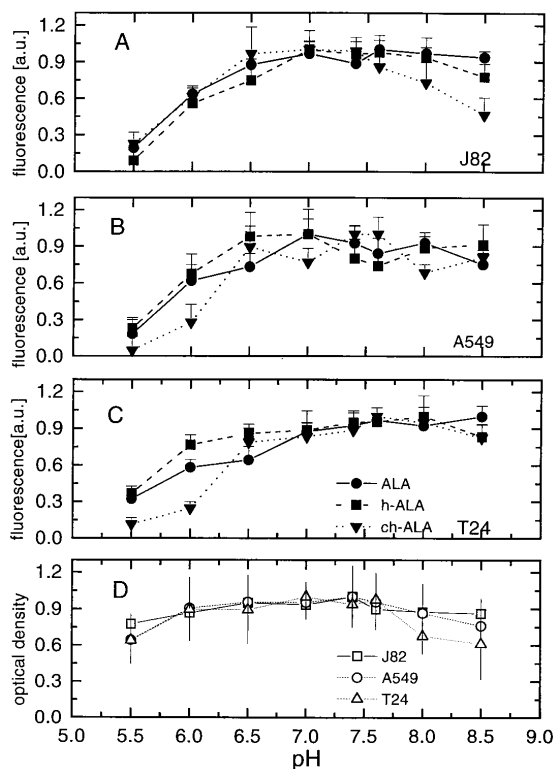 A
fluorescence [a.u.]
1.2
0.9
0.6
0.3
0.0
J82
B
fluorescence [a.u.]
1.2
0.9
0.6
0.3
0.0
A549
C
fluorescence[a.u.]
1.2
0.9
0.6
0.3
0.0
ALA
h-ALA
ch-ALA
T24
D
optical density
1.2
0.9
0.6
0.3
0.0
J82
A549
T24
5.0 5.5 6.0 6.5 7.0 7.5 8.0 8.5 9.0
pH